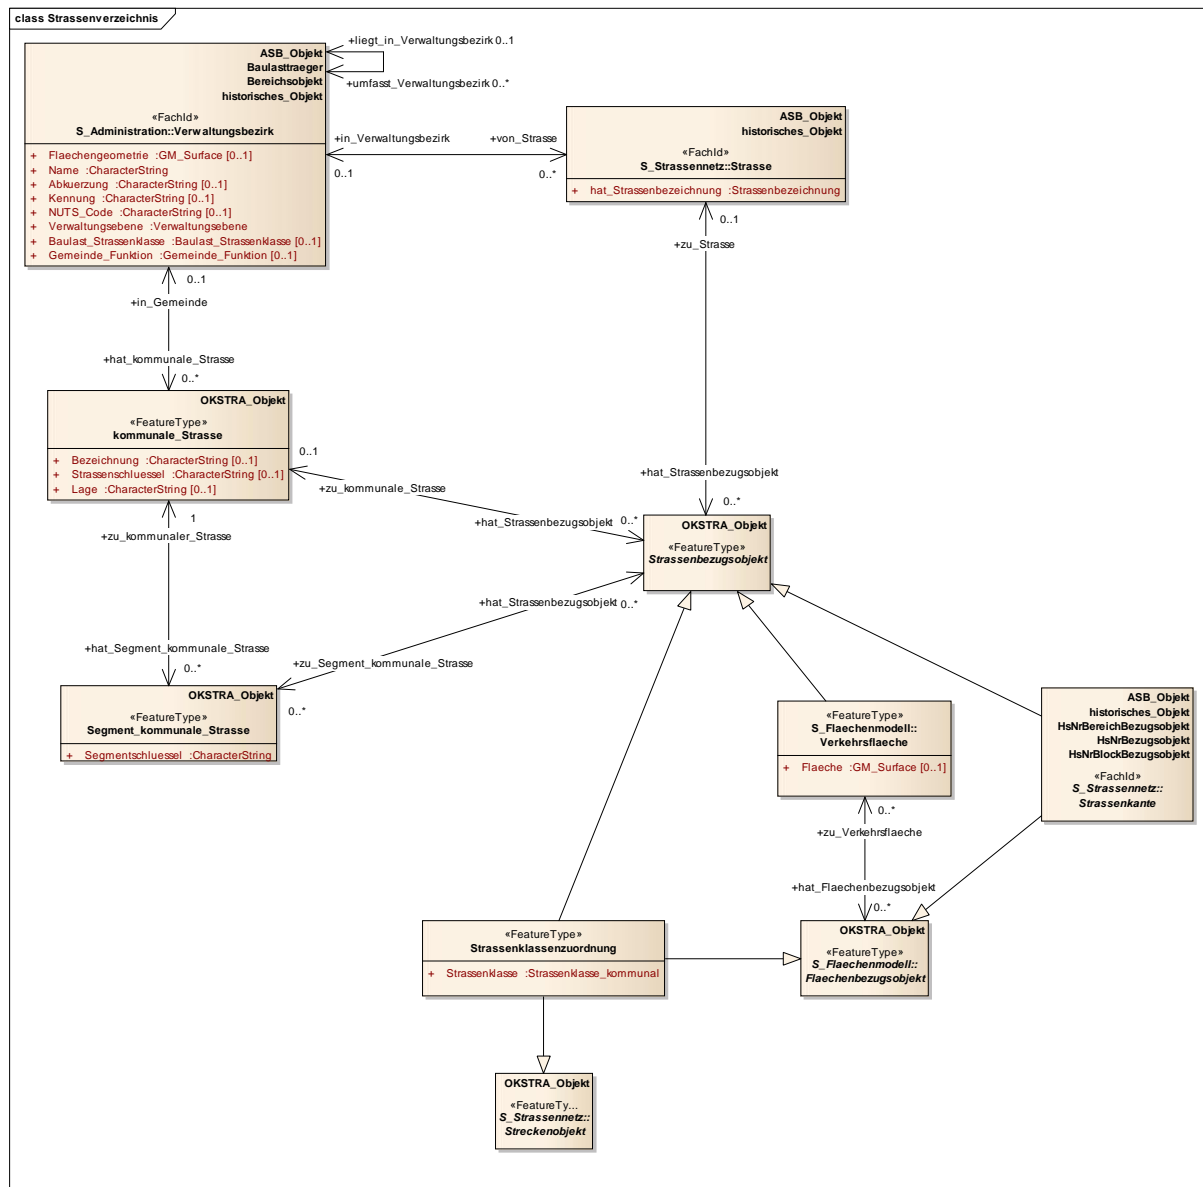 class Strassenverzeichnis
+liegt_in_Verwaltungsbezirk 0..1
+umfasst_Verwaltungsbezirk 0..*
ASB_Objekt
Baulasttraeger
Bereichsobjekt
historisches_Objekt
«FachId»
S_Administration::Verwaltungsbezirk
+ Flaechengeometrie :GM_Surface [0..1]
+ Name :CharacterString
+ Abkuerzung :CharacterString [0..1]
+ Kennung :CharacterString [0..1]
+ NUTS_Code :CharacterString [0..1]
+ Verwaltungsebene :Verwaltungsebene
+ Baulast_Strassenklasse :Baulast_Strassenklasse [0..1]
+ Gemeinde_Funktion :Gemeinde_Funktion [0..1]
+in_Verwaltungsbezirk
0..1
+von_Strasse
0..*
ASB_Objekt
historisches_Objekt
«FachId»
S_Strassennetz::Strasse
+ hat_Strassenbezeichnung :Strassenbezeichnung
0..1
+zu_Strasse
+hat_Strassenbezugsobjekt
0..*
0..1
+in_Gemeinde
+hat_kommunale_Strasse
0..*
OKSTRA_Objekt
«FeatureType»
kommunale_Strasse
+ Bezeichnung :CharacterString [0..1]
+ Strassenschluessel :CharacterString [0..1]
+ Lage :CharacterString [0..1]
0..1
+zu_kommunale_Strasse
+hat_Strassenbezugsobjekt
0..*
OKSTRA_Objekt
«FeatureType»
Strassenbezugsobjekt
1
+zu_kommunaler_Strasse
+hat_Segment_kommunale_Strasse
0..*
+hat_Strassenbezugsobjekt
0..*
+zu_Segment_kommunale_Strasse
0..*
OKSTRA_Objekt
«FeatureType»
Segment_kommunale_Strasse
+ Segmentschluessel :CharacterString
«FeatureType»
S_Flaechenmodell::
Verkehrsflaeche
+ Flaeche :GM_Surface [0..1]
ASB_Objekt
historisches_Objekt
HsNrBereichBezugsobjekt
HsNrBezugsobjekt
HsNrBlockBezugsobjekt
«FachId»
S_Strassennetz::
Strassenkante
0..*
+zu_Verkehrsflaeche
+hat_Flaechenbezugsobjekt
0..*
«FeatureType»
Strassenklassenzuordnung
+ Strassenklasse :Strassenklasse_kommunal
OKSTRA_Objekt
«FeatureType»
S_Flaechenmodell::
Flaechenbezugsobjekt
OKSTRA_Objekt
«FeatureTy...
S_Strassennetz::
Streckenobjekt